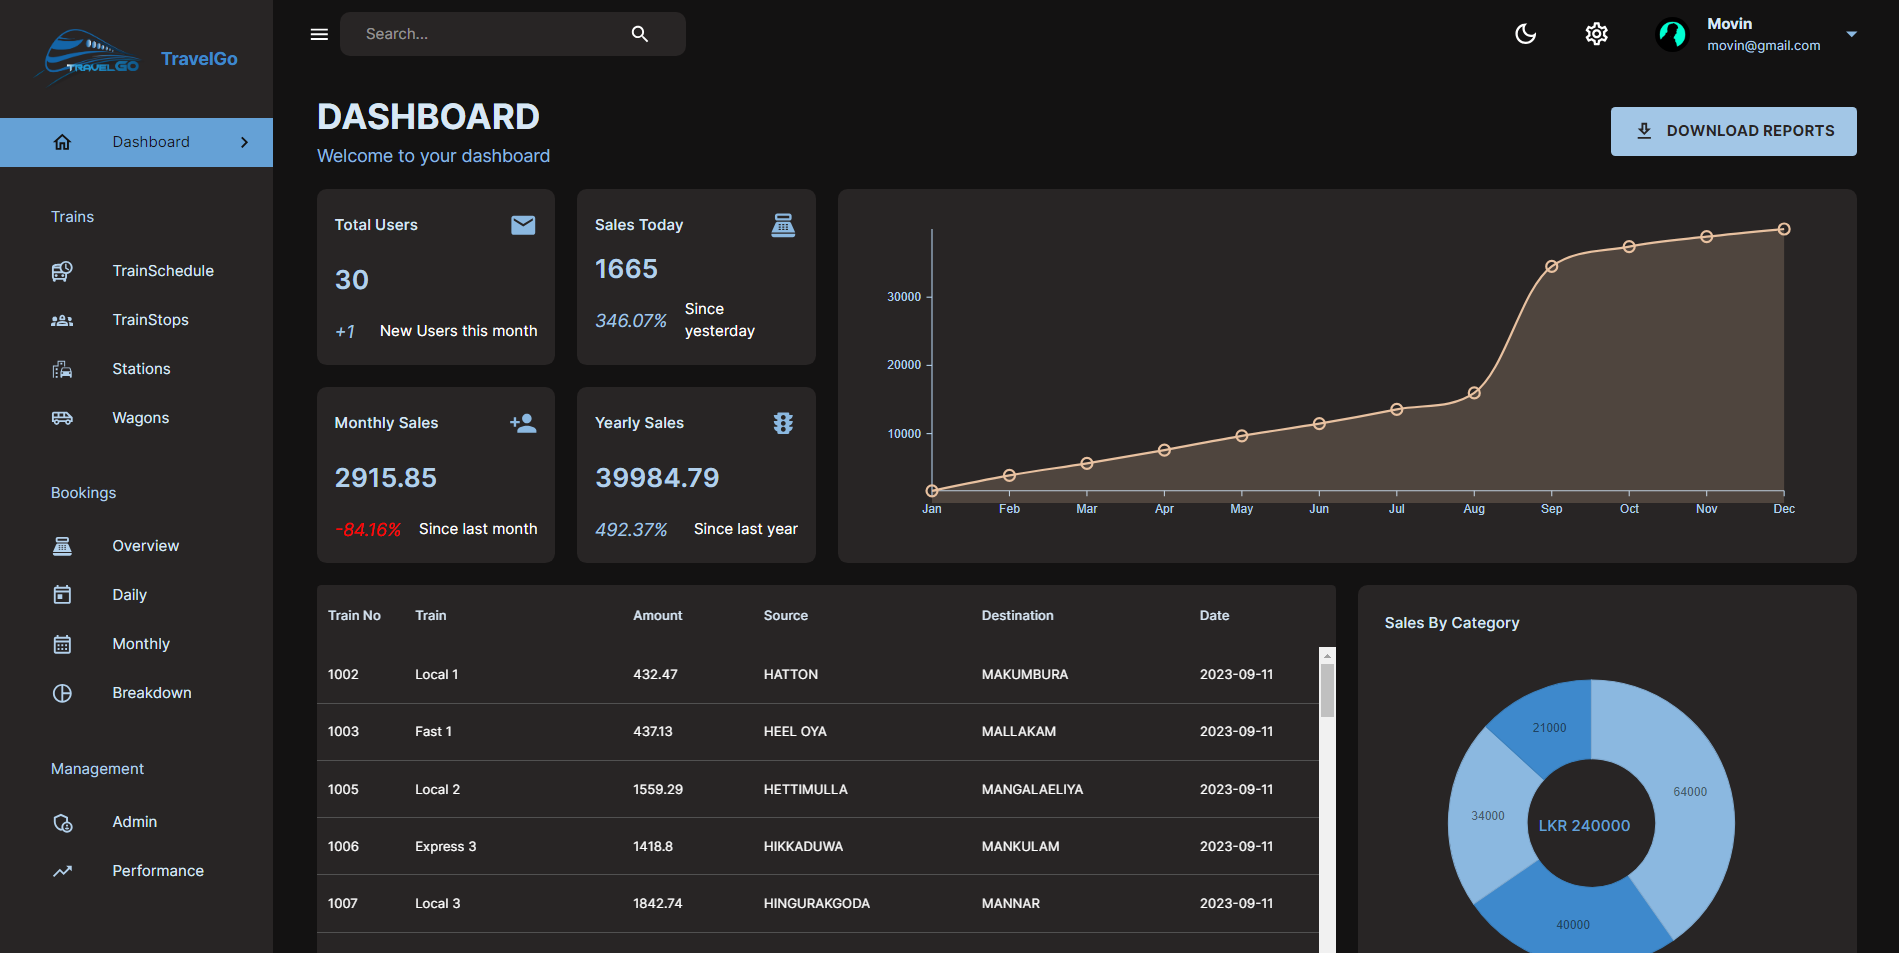 TRAVELGO
TravelGo
Search...
Movin
movin@gmail.com
Dashboard
Trains
TrainSchedule
TrainStops
Stations
Wagons
Bookings
Overview
Daily
Monthly
Breakdown
Management
Admin
Performance
DASHBOARD
Welcome to your dashboard
DOWNLOAD REPORTS
Total Users
30
+1 New Users this month
Sales Today
1665
346.07% Since
yesterday
Monthly Sales
2915.85
-84.16% Since last month
Yearly Sales
39984.79
492.37% Since last year
30000
20000
10000
Jan Feb Mar Apr May Jun Jul Aug Sep Oct Nov Dec
Train No Train Amount Source Destination Date
1002 Local 1 432.47 HATTON MAKUMBURA 2023-09-11
1003 Fast 1 437.13 HEEL OYA MALLAKAM 2023-09-11
1005 Local 2 1559.29 HETTIMULLA MANGALAELIYA 2023-09-11
1006 Express 3 1418.8 HIKKADUWA MANKULAM 2023-09-11
1007 Local 3 1842.74 HINGURAKGODA MANNAR 2023-09-11
Sales By Category
21000
64000
34000
LKR 240000
40000